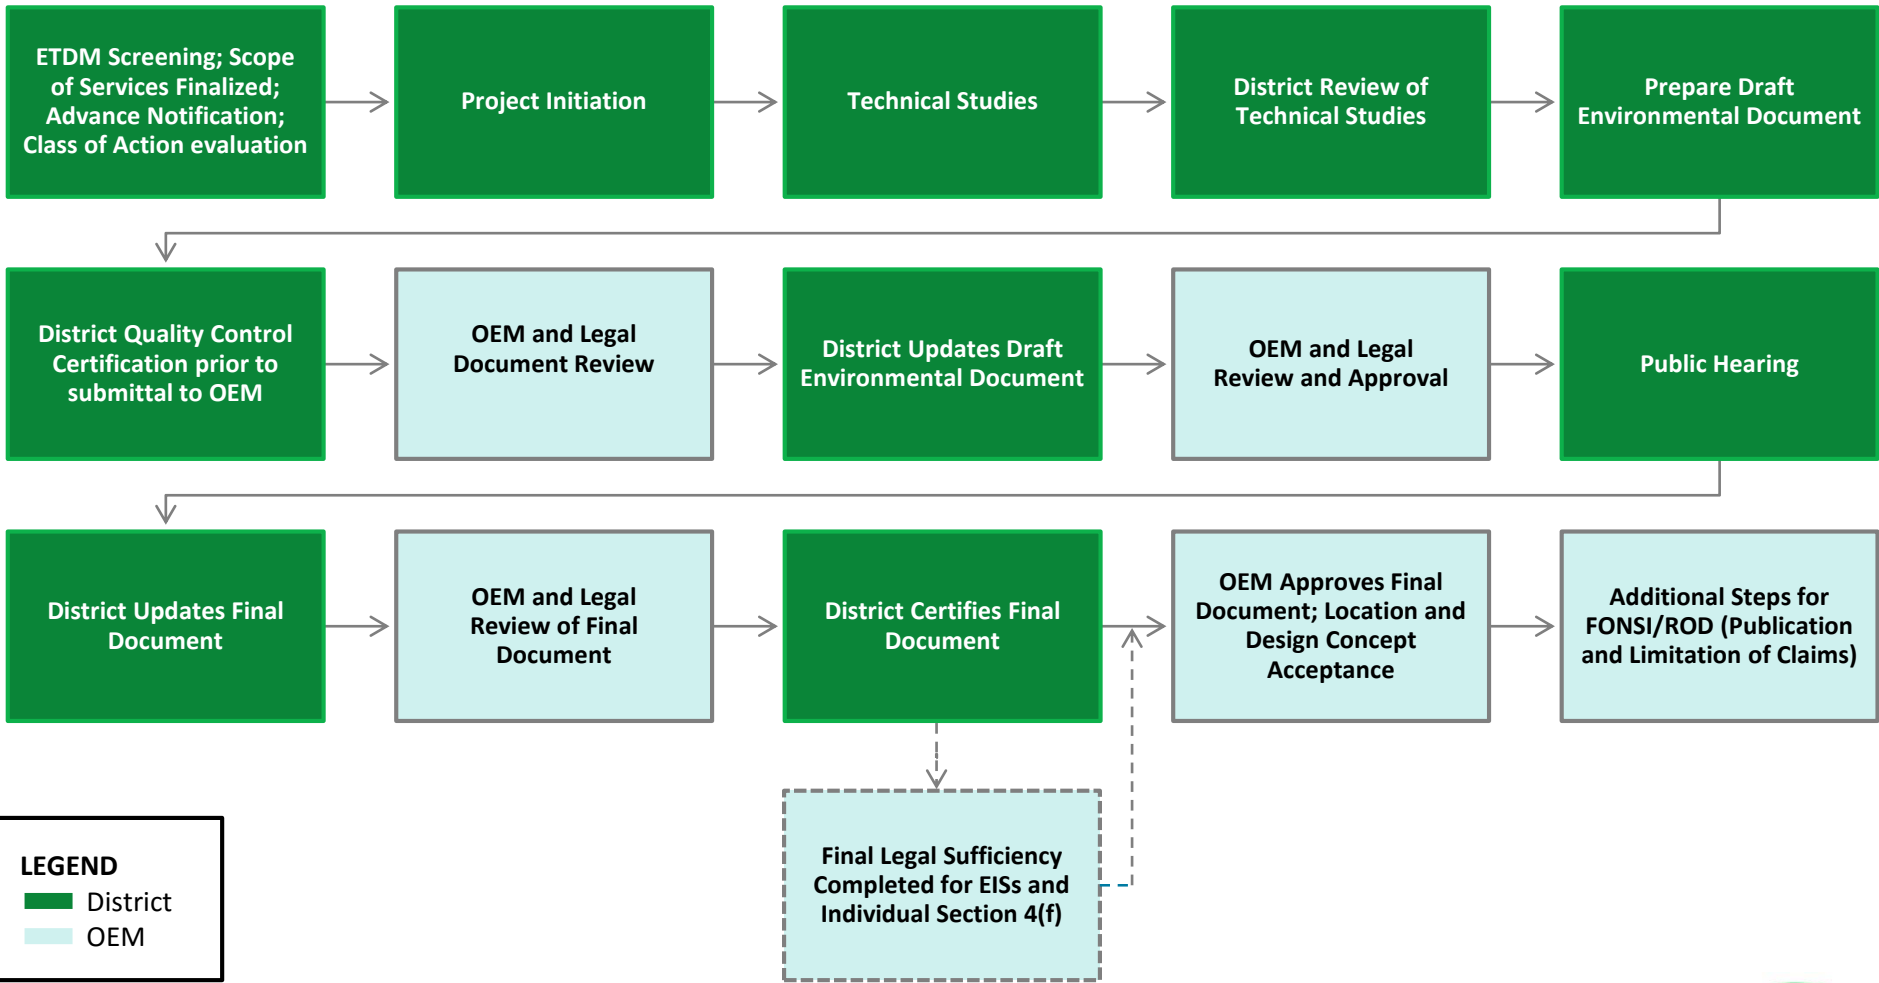 ETDM Screening; Scope
of Services Finalized;
Advance Notification;
Class of Action evaluation
Project Initiation
Technical Studies
District Review of
Technical Studies
Prepare Draft
Environmental Document
District Quality Control
Certification prior to
submittal to OEM
OEM and Legal
Document Review
District Updates Draft
Environmental Document
OEM and Legal
Review and Approval
Public Hearing
District Updates Final
Document
OEM and Legal
Review of Final
Document
District Certifies Final
Document
OEM Approves Final
Document; Location and
Design Concept
Acceptance
Additional Steps for
FONSI/ROD (Publication
and Limitation of Claims)
Final Legal Sufficiency
Completed for EISs and
Individual Section 4(f)
LEGEND
District
OEM